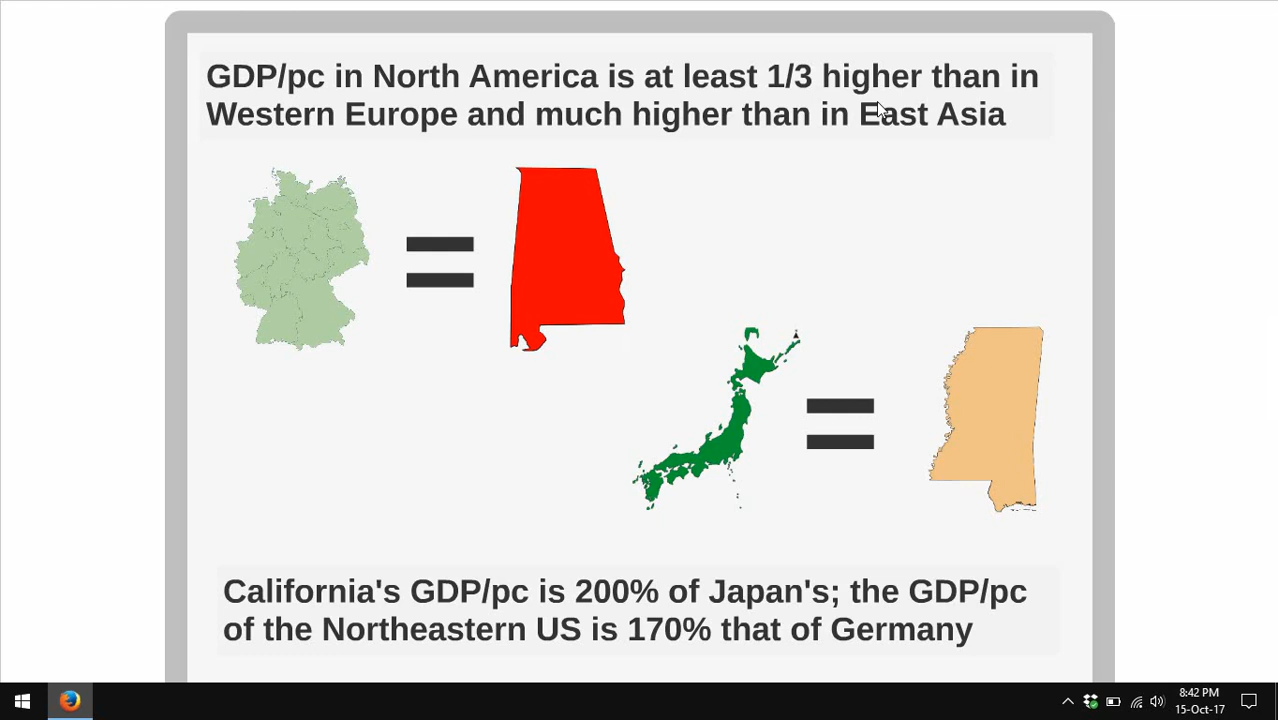 GDP/pc in North America is at least 1/3 higher than in
Western Europe and much higher than in East Asia
California's GDP/pc is 200% of Japan's; the GDP/pc
of the Northeastern US is 170% that of Germany
8:42 PM
15-Oct-17